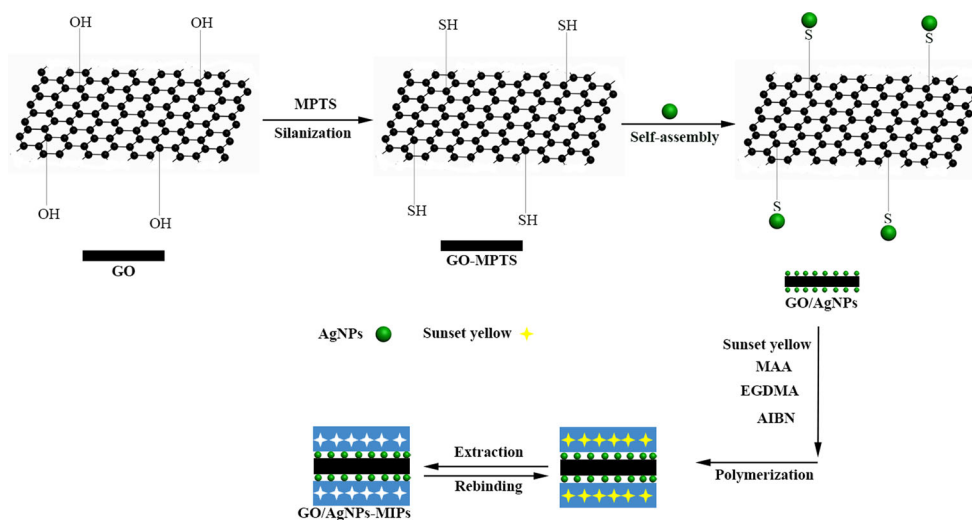 OH
OH
MPTS
Silanization
OH
OH
GO
SH
SH
SH
SH
GO-MPTS
Self-assembly
S
S
S
S
GO/AgNPs
AgNPs
Sunset yellow
Sunset yellow
MAA
EGDMA
AIBN
Polymerization
Extraction
Rebinding
GO/AgNPs-MIPs